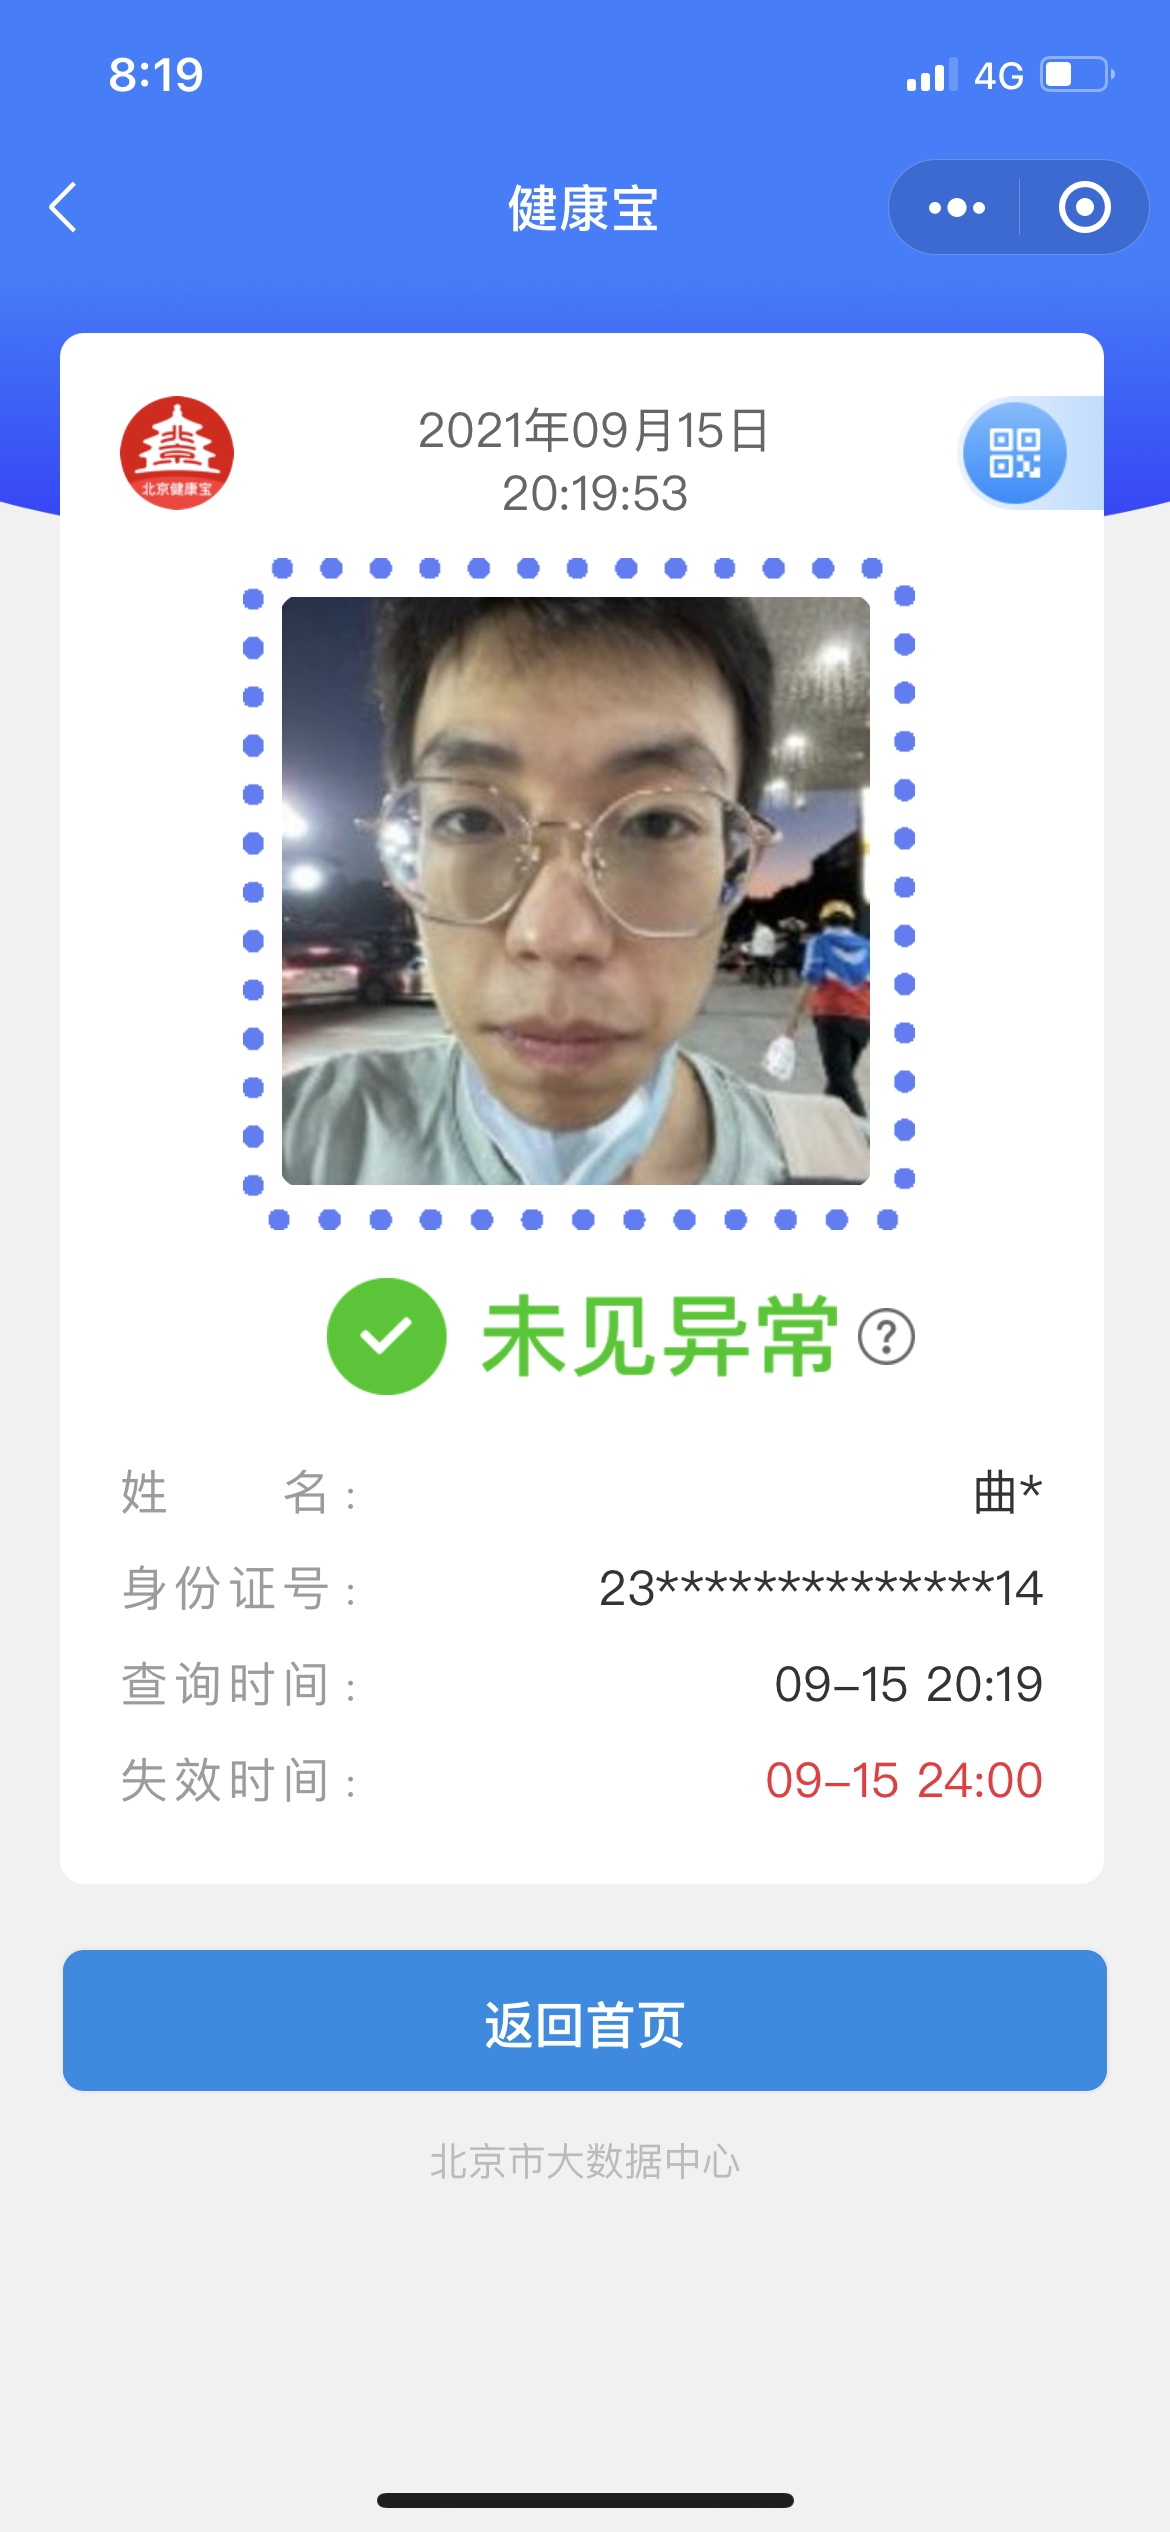 8:19
4G
健康宝
北京健康宝
2021年09月15日
20:19:53
未见异常
?
姓名: 曲*
身份证号: 23**************14
查询时间: 09-15 20:19
失效时间: 09-15 24:00
返回首页
北京市大数据中心